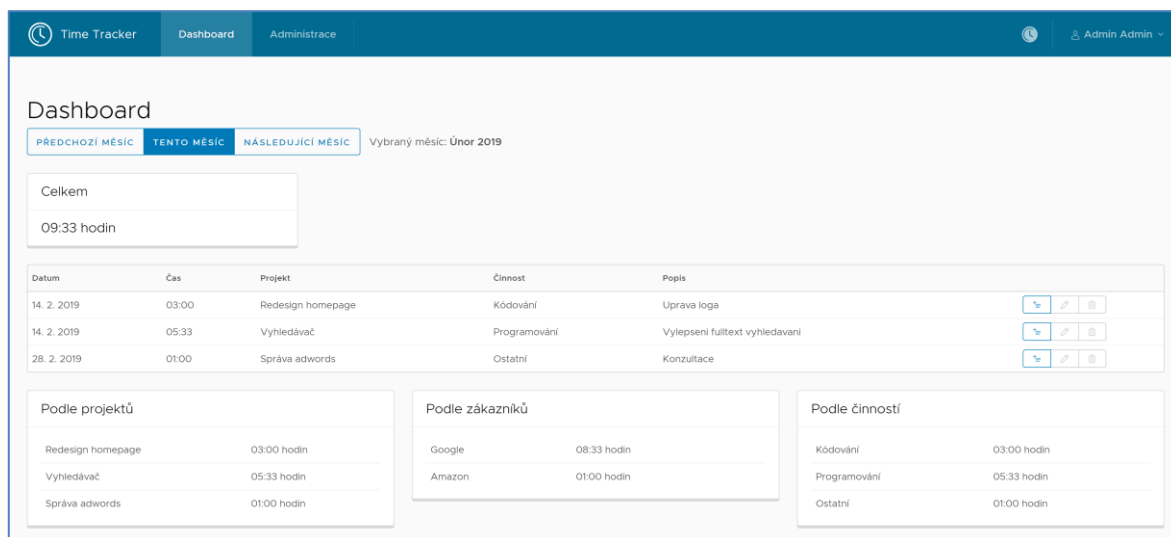 Time Tracker Dashboard Administrace Admin Admin
Dashboard
PŘEDCHOZÍ MĚSÍC TENTO MĚSÍC NÁSLEDUJÍCÍ MĚSÍC Vybraný měsíc: Únor 2019
Celkem
09:33 hodin
Datum Čas Projekt Činnost Popis
14. 2. 2019 03:00 Redesign homepage Kódování Uprava loga
14. 2. 2019 05:33 Vyhledávač Programování Vylepseni fulltext vyhledavani
28. 2. 2019 01:00 Správa adwords Ostatní Konzultace
Podle projektů
Redesign homepage 03:00 hodin
Vyhledávač 05:33 hodin
Správa adwords 01:00 hodin
Podle zákazníků
Google 08:33 hodin
Amazon 01:00 hodin
Podle činností
Kódování 03:00 hodin
Programování 05:33 hodin
Ostatní 01:00 hodin